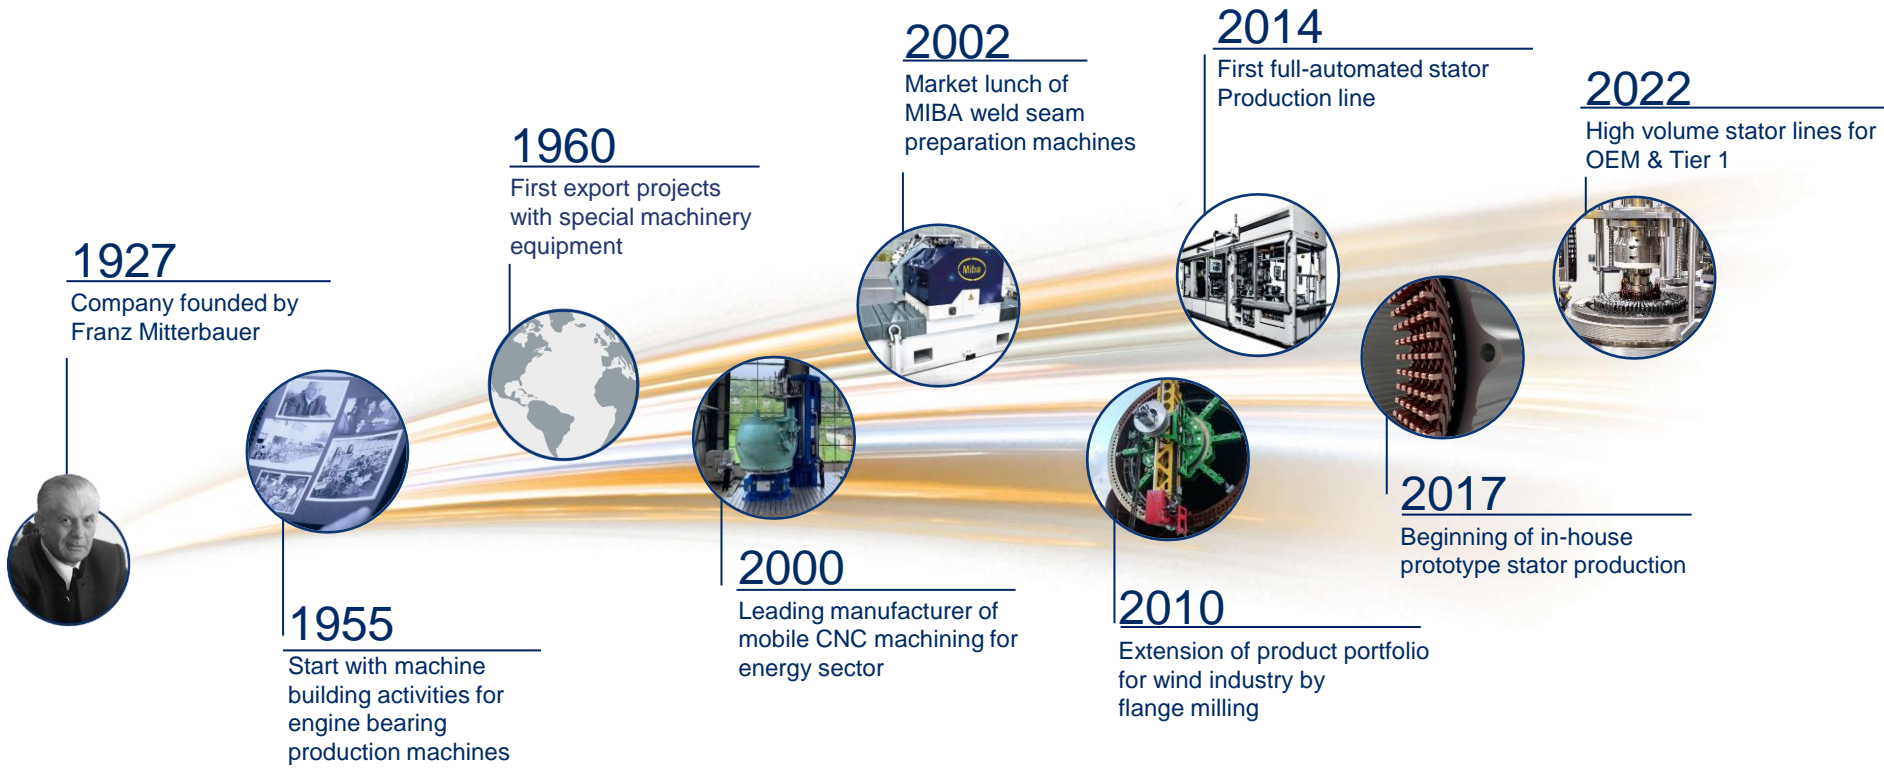 1927
Company founded by
Franz Mitterbauer
1955
Start with machine
building activities for
engine bearing
production machines
1960
First export projects
with special machinery
equipment
2000
Leading manufacturer of
mobile CNC machining for
energy sector
2002
Market lunch of
MIBA weld seam
preparation machines
Miba
2010
Extension of product portfolio
for wind industry by
flange milling
2014
First full-automated stator
Production line
2017
Beginning of in-house
prototype stator production
2022
High volume stator lines for
OEM & Tier 1